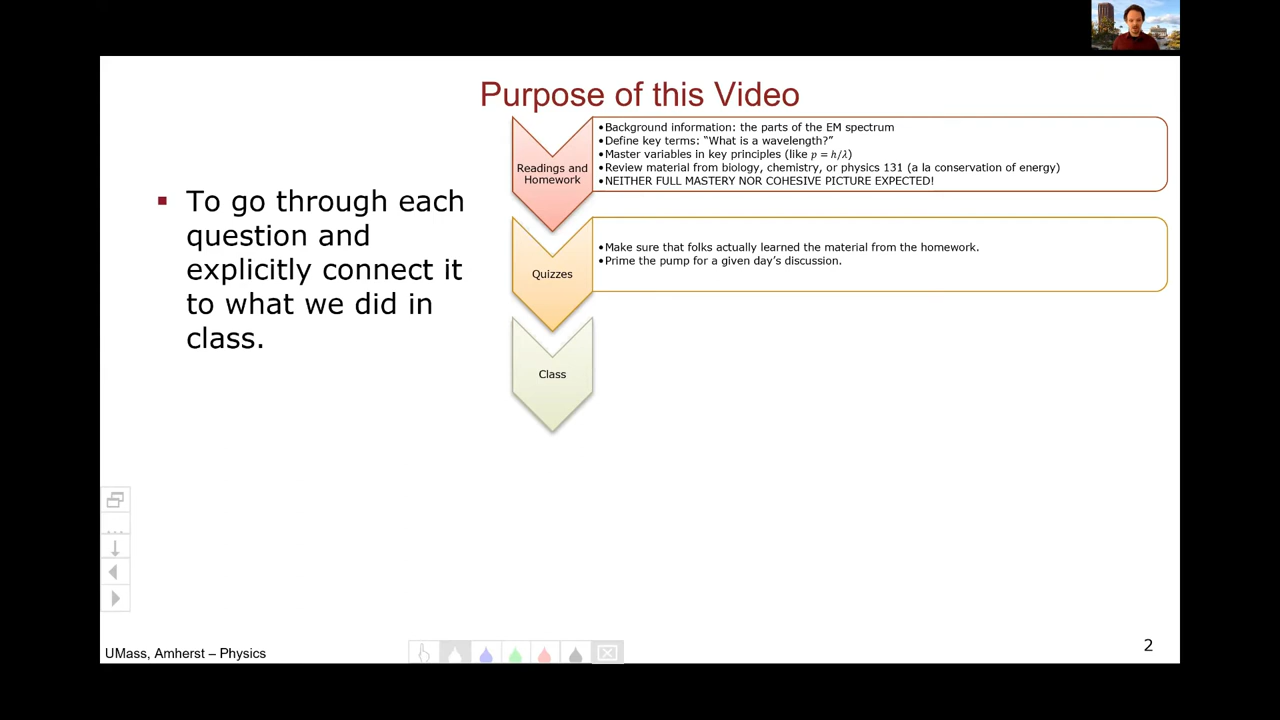 Purpose of this Video
▪ To go through each
question and
explicitly connect it
to what we did in
class.
Readings and
Homework
•Background information: the parts of the EM spectrum
•Define key terms: “What is a wavelength?”
•Master variables in key principles (like p = h/λ)
•Review material from biology, chemistry, or physics 131 (a la conservation of energy)
•NEITHER FULL MASTERY NOR COHESIVE PICTURE EXPECTED!
Quizzes
•Make sure that folks actually learned the material from the homework.
•Prime the pump for a given day’s discussion.
Class
UMass, Amherst – Physics
2